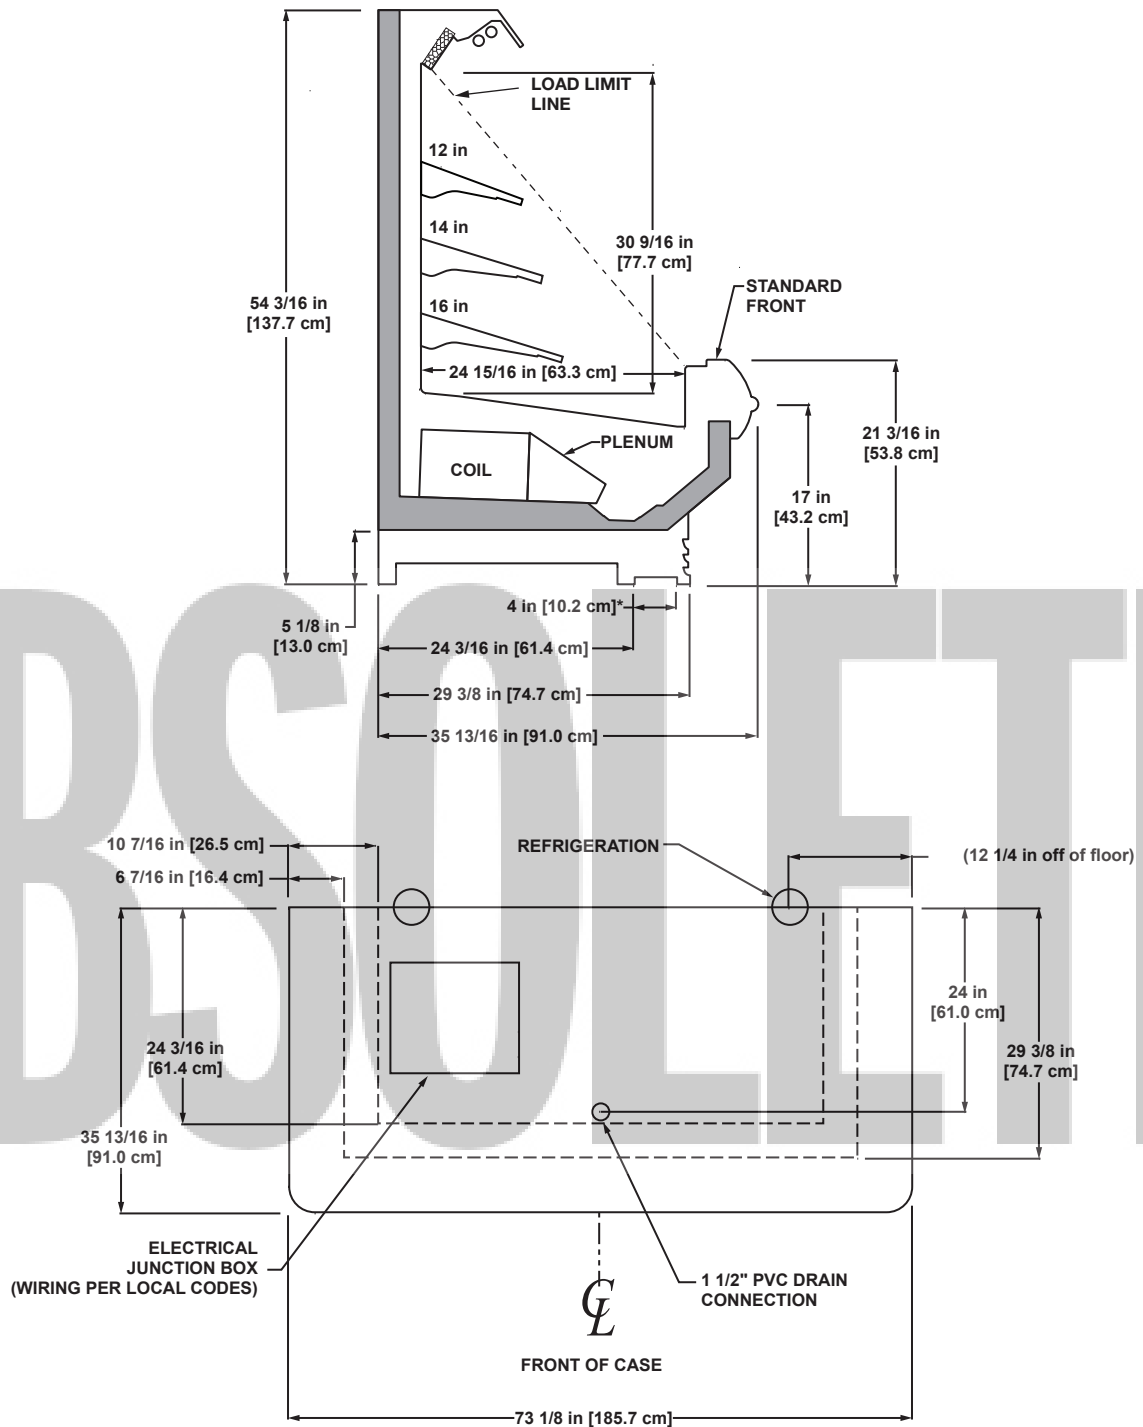 LOAD LIMIT
LINE
12 in
14 in
30 9/16 in
[77.7 cm]
STANDARD
FRONT
54 3/16 in
[137.7 cm]
16 in
24 15/16 in [63.3 cm]
21 3/16 in
[53.8 cm]
PLENUM
COIL
17 in
[43.2 cm]
4 in [10.2 cm]*
5 1/8 in
[13.0 cm]
24 3/16 in [61.4 cm]
29 3/8 in [74.7 cm]
35 13/16 in [91.0 cm]
BSOLETE
10 7/16 in [26.5 cm]
REFRIGERATION
(12 1/4 in off of floor)
6 7/16 in [16.4 cm]
24 in
[61.0 cm]
24 3/16 in
[61.4 cm]
29 3/8 in
[74.7 cm]
35 13/16 in
[91.0 cm]
ELECTRICAL
JUNCTION BOX
(WIRING PER LOCAL CODES)
1 1/2" PVC DRAIN
CONNECTION
CL
FRONT OF CASE
73 1/8 in [185.7 cm]